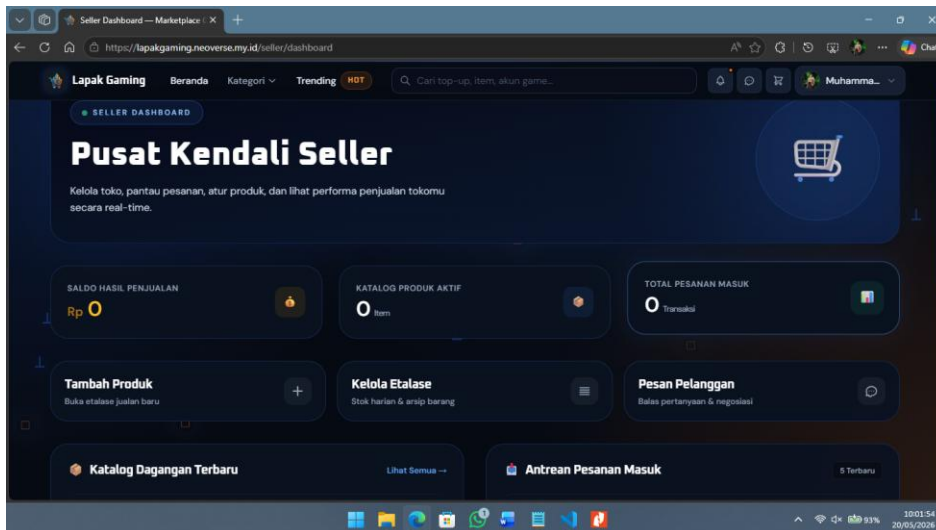 Seller Dashboard — Marketplace (
https://lapakgaming.neoverse.my.id/seller/dashboard
Chat
Lapak Gaming
Beranda
Kategori
Trending
HOT
Cari top-up, item, akun game...
Muhamma...
SELLER DASHBOARD
Pusat Kendali Seller
Kelola toko, pantau pesanan, atur produk, dan lihat performa penjualan tokomu
secara real-time.
SALDO HASIL PENJUALAN
Rp 0
KATALOG PRODUK AKTIF
0 Item
TOTAL PESANAN MASUK
0 Transaksi
Tambah Produk
Buka etalase jualan baru
Kelola Etalase
Stok harian & arsip barang
Pesan Pelanggan
Balas pertanyaan & negosiasi
Katalog Dagangan Terbaru
Lihat Semua →
Antrean Pesanan Masuk
5 Terbaru
93%
10:01:54
20/05/2026